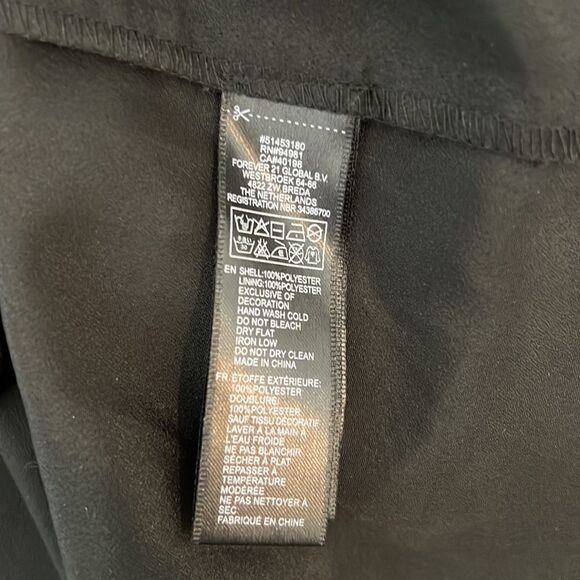 #51453180
RN#94981
CA#40198
FOREVER 21 GLOBAL B.V.
WESTBROEK 64-66
4822 ZW BREDA
THE NETHERLANDS
REGISTRATION NBR 34395700
30
EN SHELL:100%POLYESTER
LINING:100%POLYESTER
EXCLUSIVE OF
DECORATION
HAND WASH COLD
DO NOT BLEACH
DRY FLAT
IRON LOW
DO NOT DRY CLEAN
MADE IN CHINA
FR ÉTOFFE EXTÉRIEURE:
100%POLYESTER
DOUBLURE:
100%POLYESTER
SAUF TISSU DÉCORATIF
LAVER À LA MAIN À
L'EAU FROIDE
NE PAS BLANCHIR
SÉCHER À PLAT
REPASSER À
TEMPÉRATURE
MODÉRÉE
NE PAS NETTOYER À
SEC
FABRIQUÉ EN CHINE